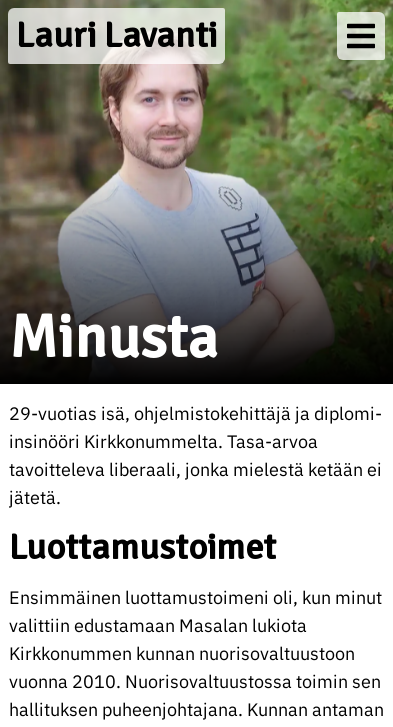 Lauri Lavanti
Minusta
29-vuotias isä, ohjelmistokehittäjä ja diplomi-
insinööri Kirkkonummelta. Tasa-arvoa
tavoitteleva liberaali, jonka mielestä ketään ei
jätetä.
Luottamustoimet
Ensimmäinen luottamustoimeni oli, kun minut
valittiin edustamaan Masalan lukiota
Kirkkonummen kunnan nuorisovaltuustoon
vuonna 2010. Nuorisovaltuustossa toimin sen
hallituksen puheenjohtajana. Kunnan antaman